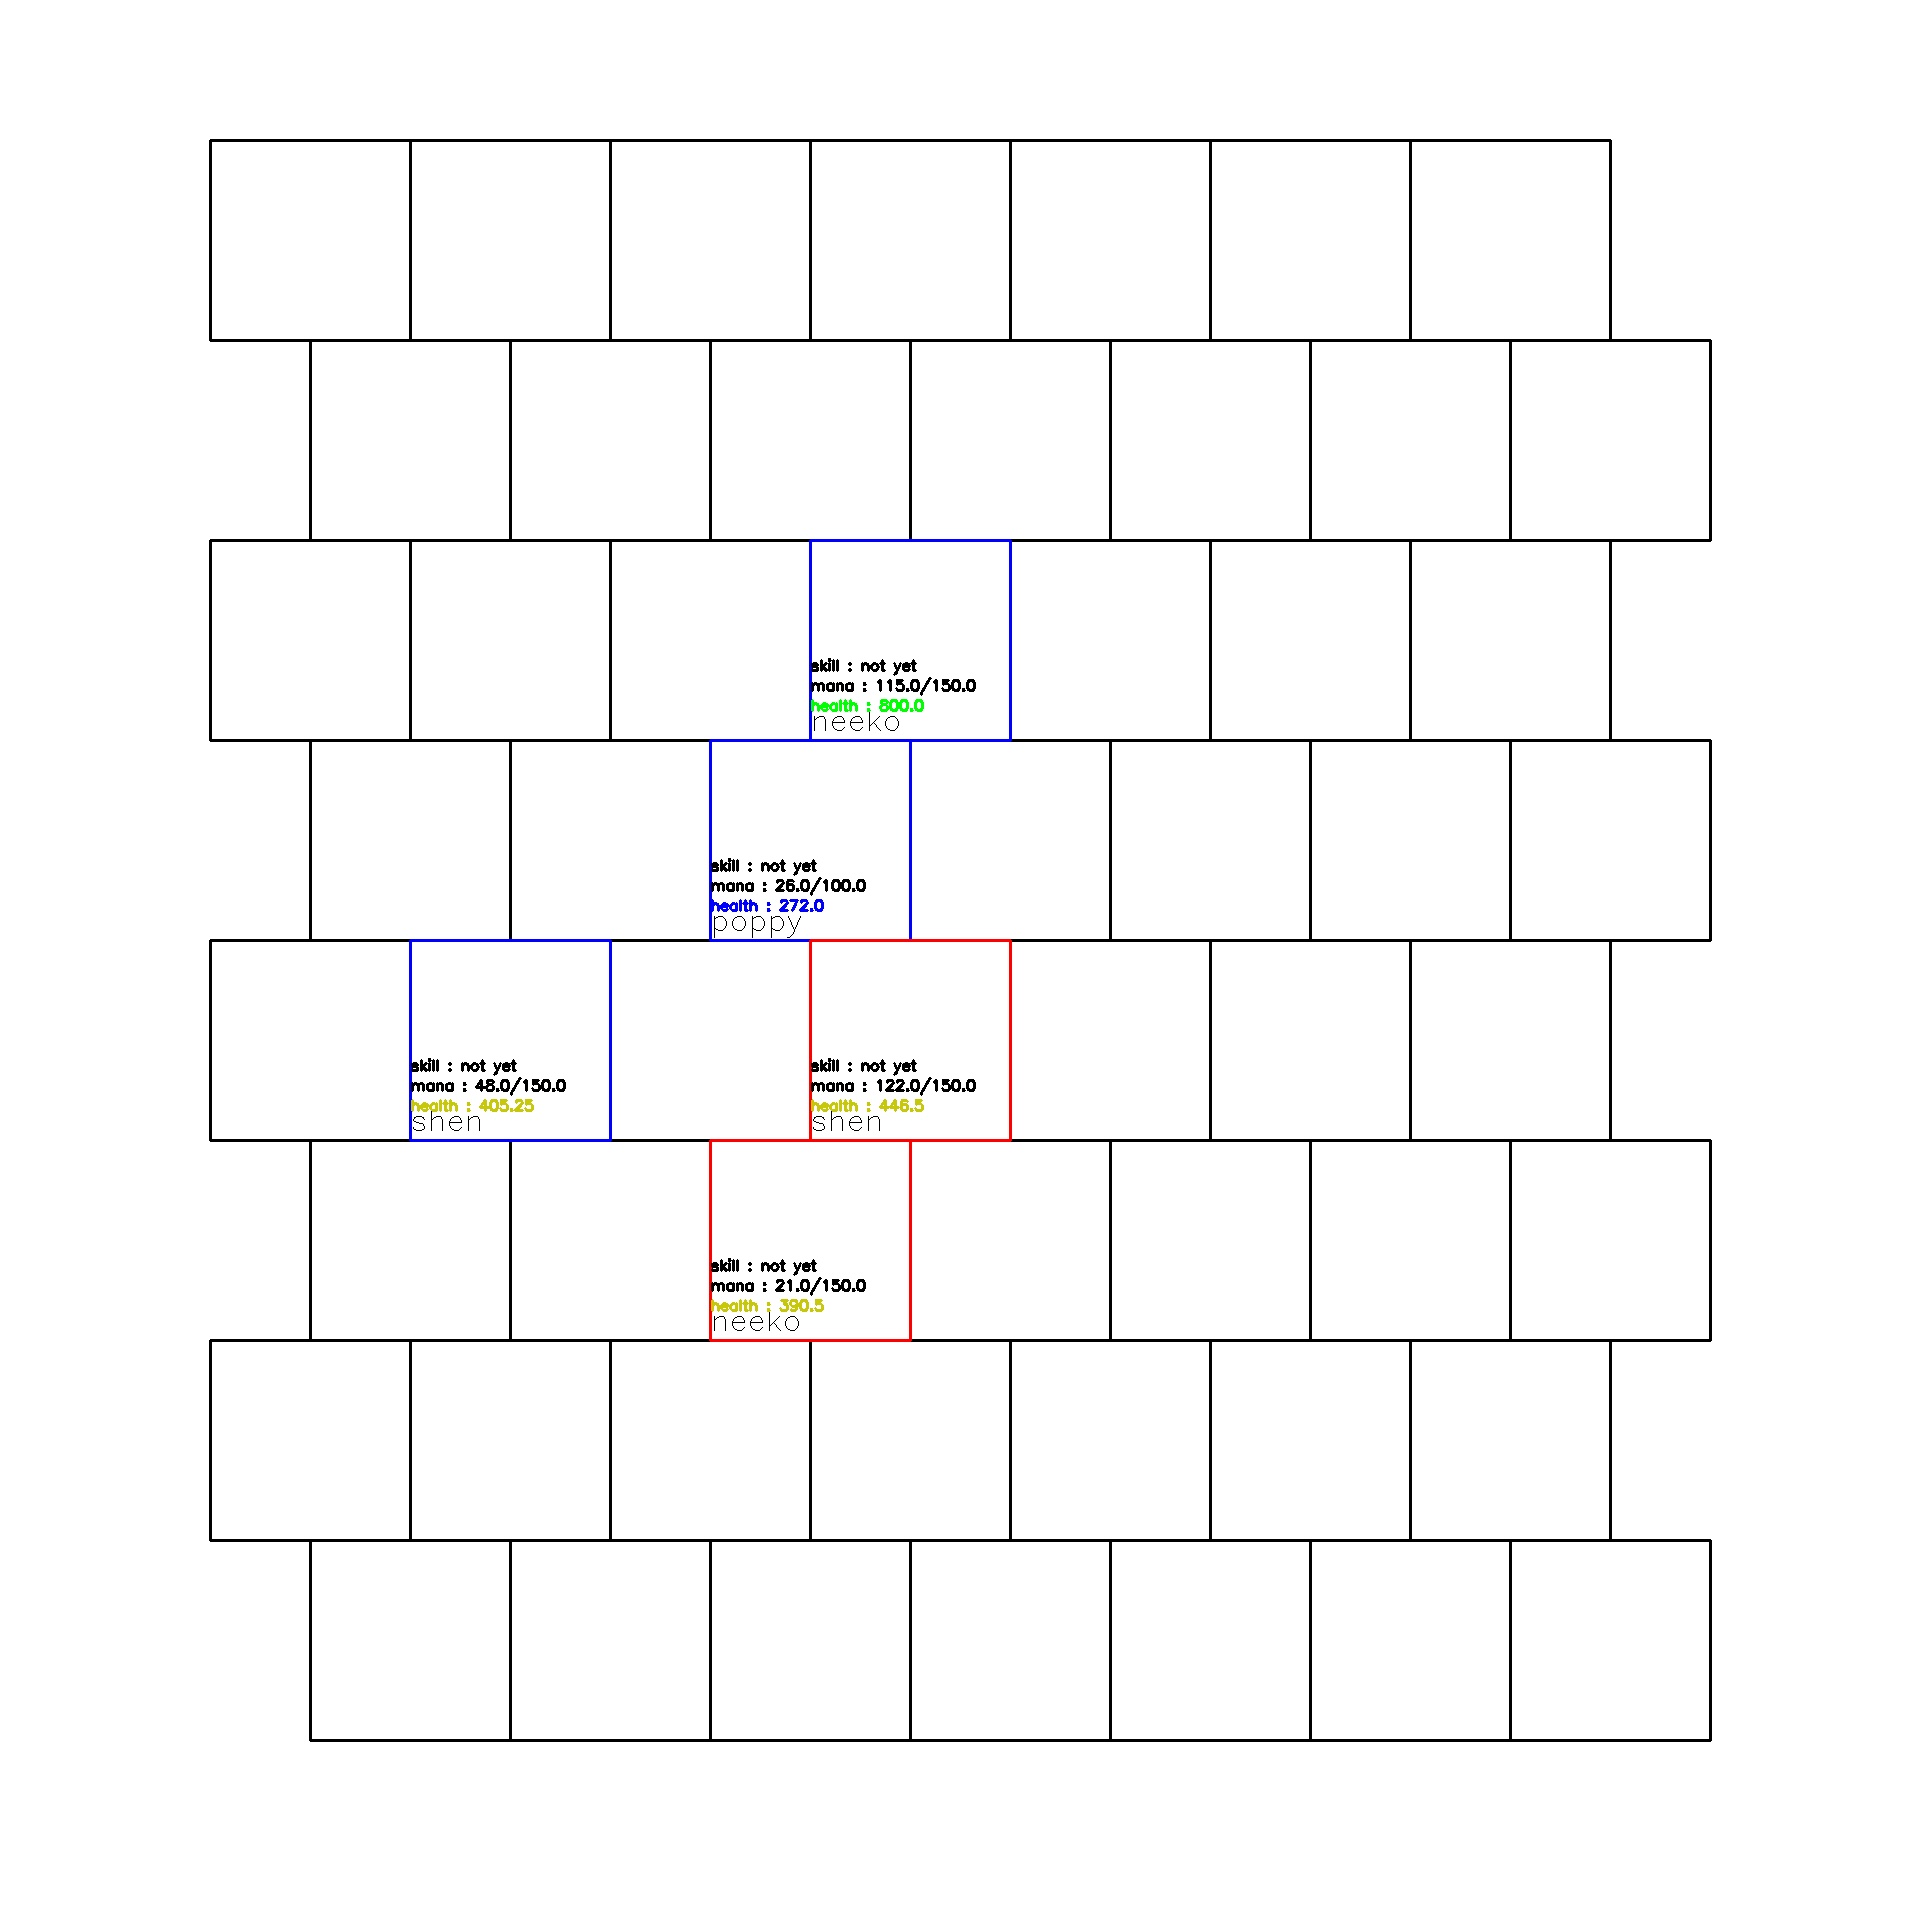 skill : not yet
mana : 115.0/150.0
health : 800.0
neeko
skill : not yet
mana : 26.0/100.0
health : 272.0
poppy
skill : not yet
mana : 48.0/150.0
health : 405.25
shen
skill : not yet
mana : 122.0/150.0
health : 446.5
shen
skill : not yet
mana : 21.0/150.0
health : 390.5
neeko